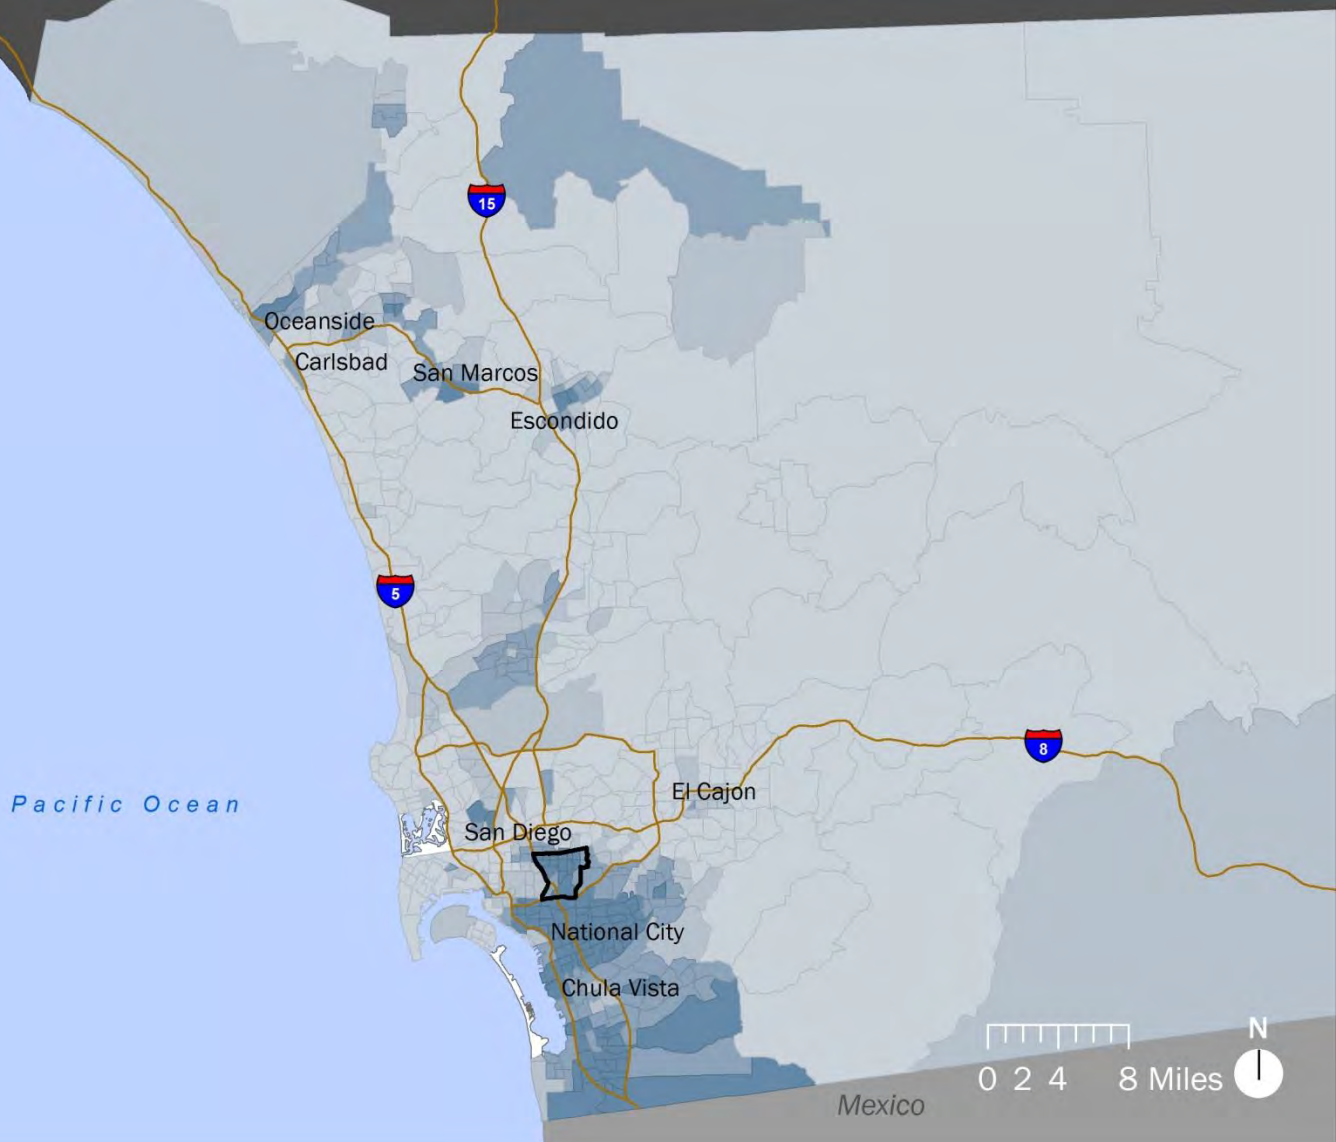 15
Oceanside
Carlsbad
San Marcos
Escondido
5
8
El Cajon
Pacific Ocean
San Diego
National City
Chula Vista
N
0 2 4 8 Miles
Mexico